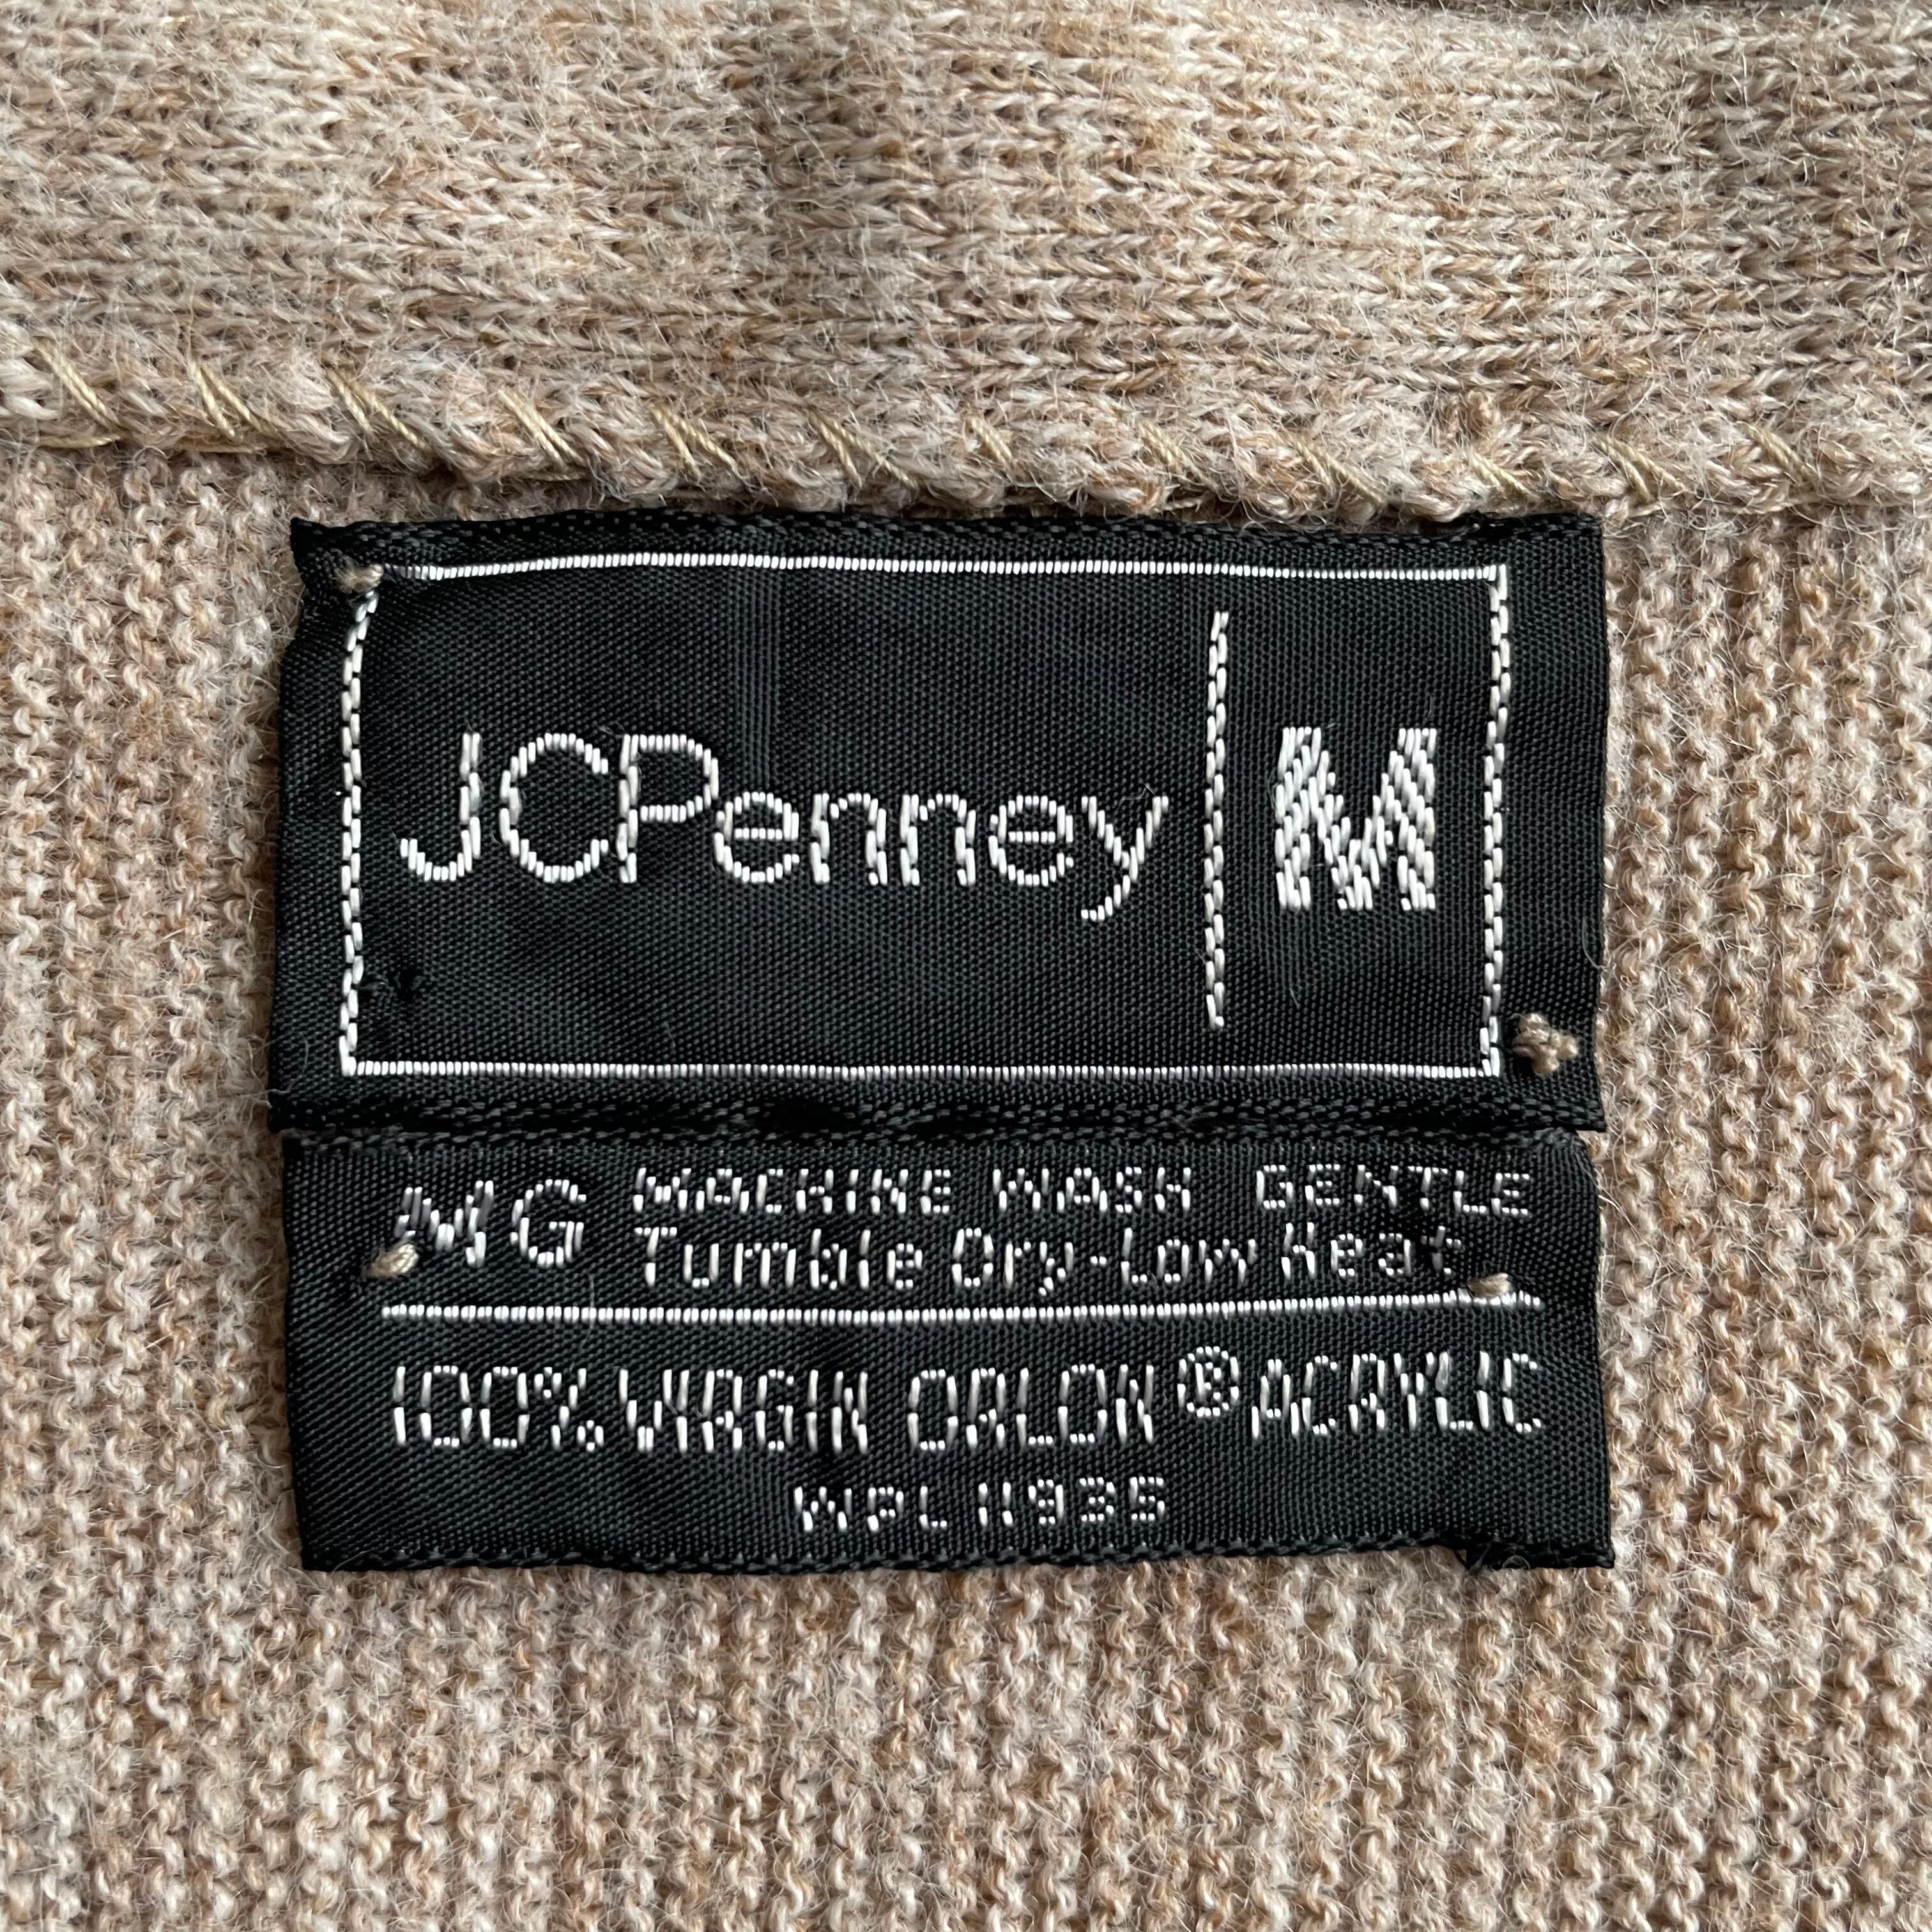 JCPenney M
MG MACHINE WASH GENTLE
Tumble Dry-Low Heat
100% VIRGIN ORLON® ACRYLIC
WPL 11935